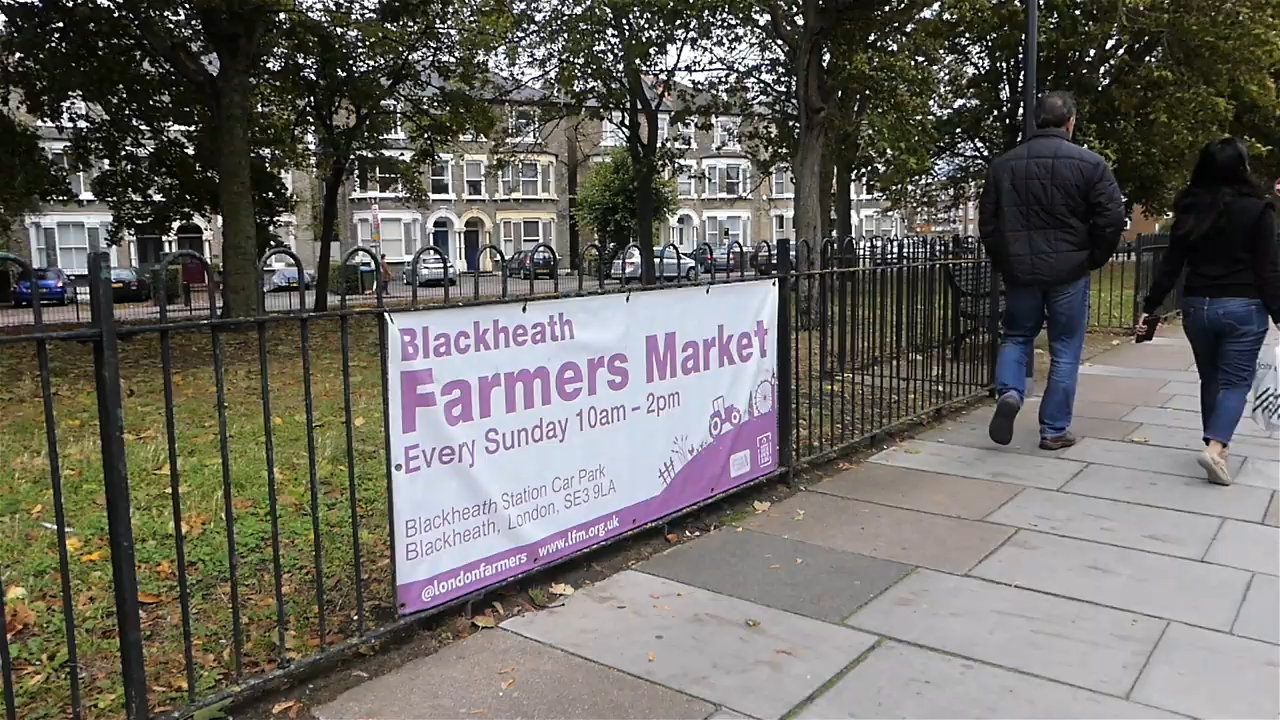 Blackheath
Farmers Market
Every Sunday 10am - 2pm
Blackheath Station Car Park
Blackheath, London, SE3 9LA
@londonfarmers www.lfm.org.uk